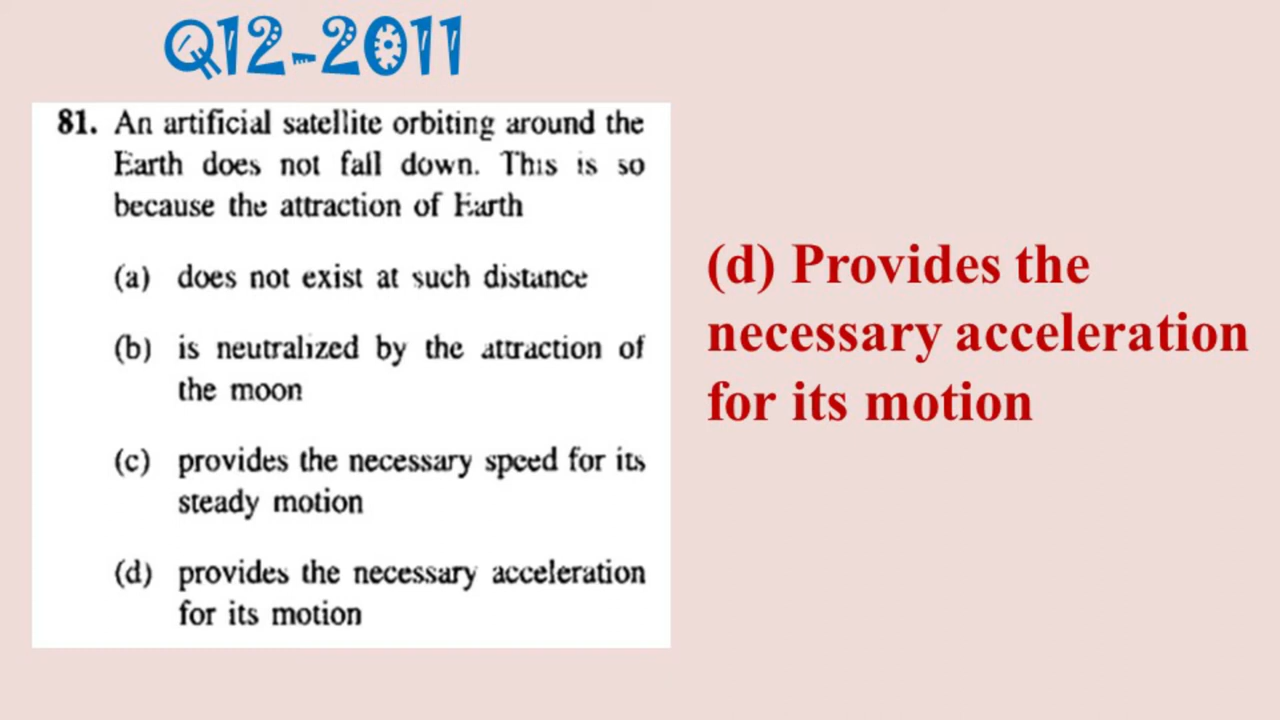 Q12-2011
81. An artificial satellite orbiting around the
Earth does not fall down. This is so
because the attraction of Earth
(a) does not exist at such distance
(b) is neutralized by the attraction of
the moon
(c) provides the necessary speed for its
steady motion
(d) provides the necessary acceleration
for its motion
(d) Provides the
necessary acceleration
for its motion